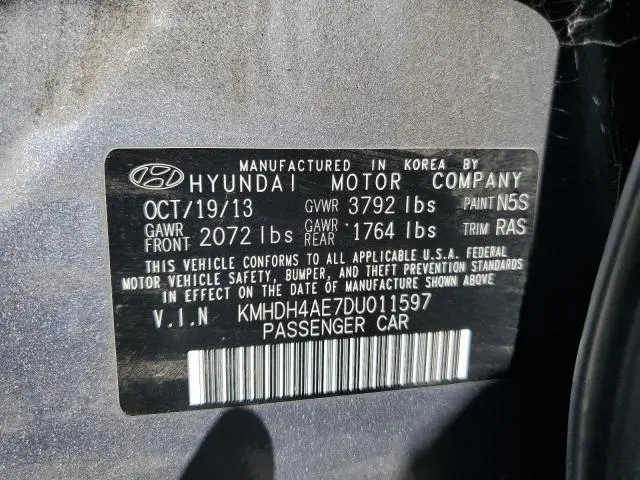 MANUFACTURED IN KOREA BY
HYUNDAI MOTOR COMPANY
OCT/19/13 GVWR 3792 lbs PAINT N5S
GAWR FRONT 2072 lbs GAWR REAR 1764 lbs TRIM RAS
THIS VEHICLE CONFORMS TO ALL APPLICABLE U.S.A. FEDERAL
MOTOR VEHICLE SAFETY, BUMPER, AND THEFT PREVENTION STANDARDS
IN EFFECT ON THE DATE OF MANUFACTURE SHOWN ABOVE
V.I.N KMHDH4AE7DU011597
PASSENGER CAR